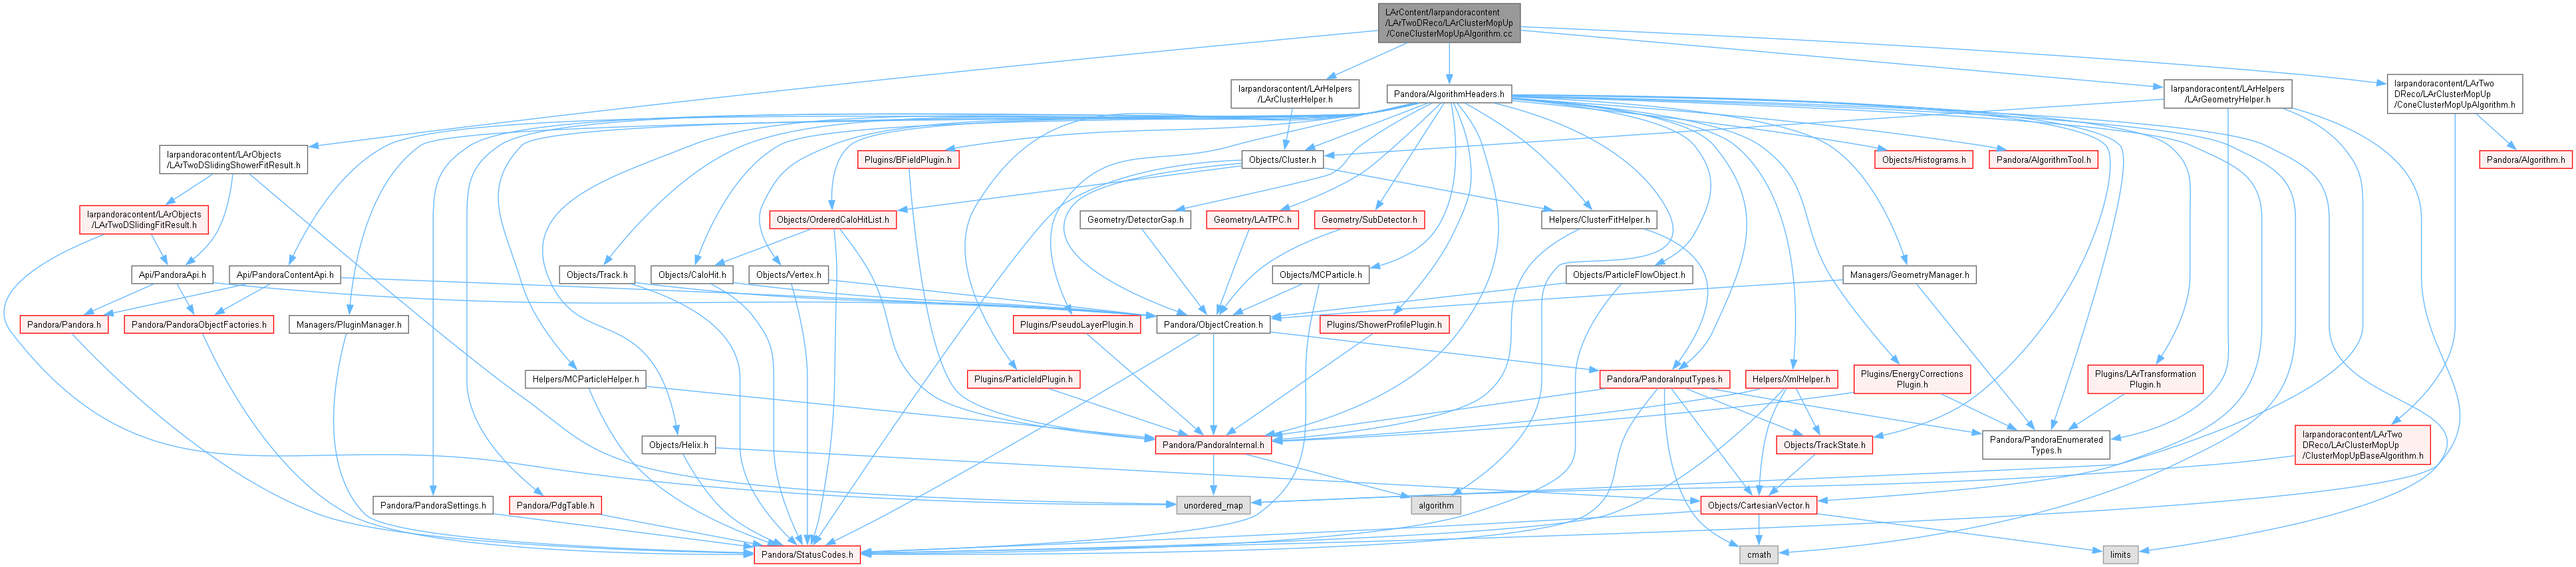 LArContent/larpandoracontent
/LArTwoDReco/LArClusterMopUp
/ConeClusterMopUpAlgorithm.cc
larpandoracontent/LArHelpers
/LArClusterHelper.h
Pandora/AlgorithmHeaders.h
larpandoracontent/LArHelpers
/LArGeometryHelper.h
larpandoracontent/LArTwo
DReco/LArClusterMopUp
/ConeClusterMopUpAlgorithm.h
larpandoracontent/LArObjects
/LArTwoDSlidingShowerFitResult.h
Plugins/BFieldPlugin.h
Objects/Cluster.h
Objects/Histograms.h
Pandora/AlgorithmTool.h
Pandora/Algorithm.h
larpandoracontent/LArObjects
/LArTwoDSlidingFitResult.h
Objects/OrderedCaloHitList.h
Geometry/DetectorGap.h
Geometry/LArTPC.h
Geometry/SubDetector.h
Helpers/ClusterFitHelper.h
Api/PandoraApi.h
Api/PandoraContentApi.h
Objects/Track.h
Objects/CaloHit.h
Objects/Vertex.h
Objects/MCParticle.h
Objects/ParticleFlowObject.h
Managers/GeometryManager.h
Pandora/Pandora.h
Pandora/PandoraObjectFactories.h
Managers/PluginManager.h
Plugins/PseudoLayerPlugin.h
Pandora/ObjectCreation.h
Plugins/ShowerProfilePlugin.h
Helpers/MCParticleHelper.h
Plugins/ParticleIdPlugin.h
Pandora/PandoraInputTypes.h
Helpers/XmlHelper.h
Plugins/EnergyCorrections
Plugin.h
Plugins/LArTransformation
Plugin.h
Objects/Helix.h
Pandora/PandoraInternal.h
Objects/TrackState.h
Pandora/PandoraEnumerated
Types.h
larpandoracontent/LArTwo
DReco/LArClusterMopUp
/ClusterMopUpBaseAlgorithm.h
Pandora/PandoraSettings.h
Pandora/PdgTable.h
unordered_map
algorithm
Objects/CartesianVector.h
Pandora/StatusCodes.h
cmath
limits